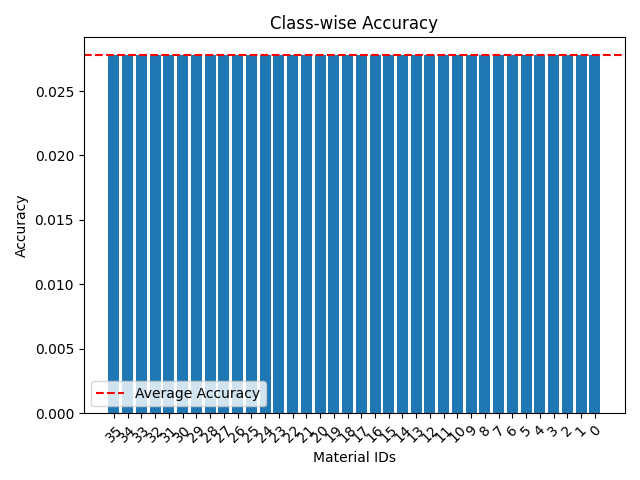 Class-wise Accuracy
Accuracy
0.025
0.020
0.015
0.010
0.005
0.000
Average Accuracy
35 34 33 32 31 30 29 28 27 26 25 24 23 22 21 20 19 18 17 16 15 14 13 12 11 10 9 8 7 6 5 4 3 2 1 0
Material IDs